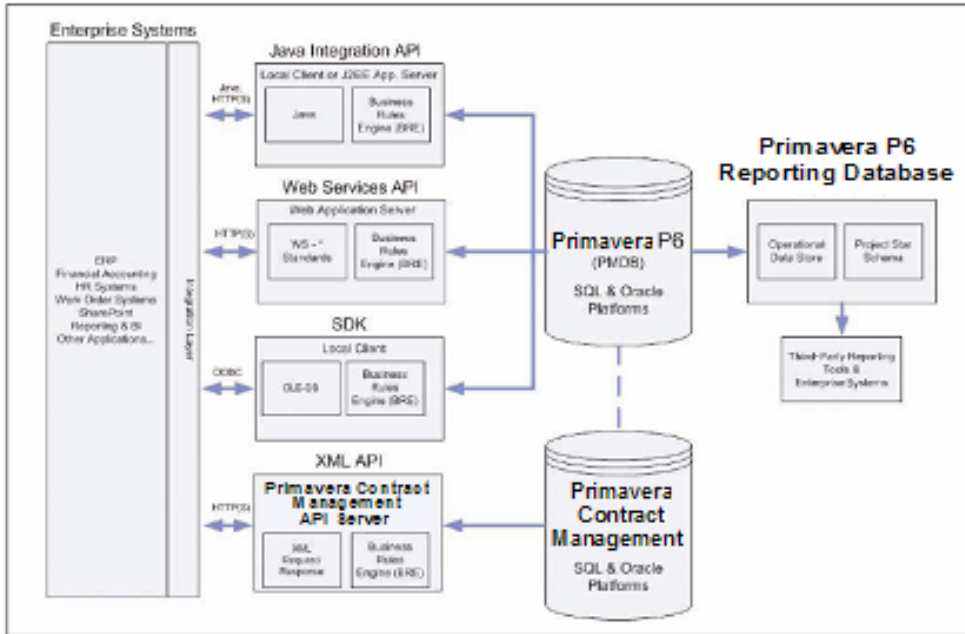 Enterprise Systems
ERP
Financial Accounting
HR Systems
Work Order Systems
SharePoint
Reporting & BI
Other Applications...
Integration Layer
Java,
HTTP(S)
HTTP(S)
ODBC
HTTP(S)
Java Integration API
Local Client or J2EE App. Server
Java
Business
Rules
Engine (BRE)
Web Services API
Web Application Server
WS - *
Standards
Business
Rules
Engine (BRE)
SDK
Local Client
OLE-DB
Business
Rules
Engine (BRE)
XML API
Primavera Contract
Management
API Server
XML
Request
Response
Business
Rules
Engine (BRE)
Primavera P6
(PMDB)
SQL & Oracle
Platforms
Primavera
Contract
Management
SQL & Oracle
Platforms
Primavera P6
Reporting Database
Operational
Data Store
Project Star
Schema
Third-Party Reporting
Tools &
Enterprise Systems